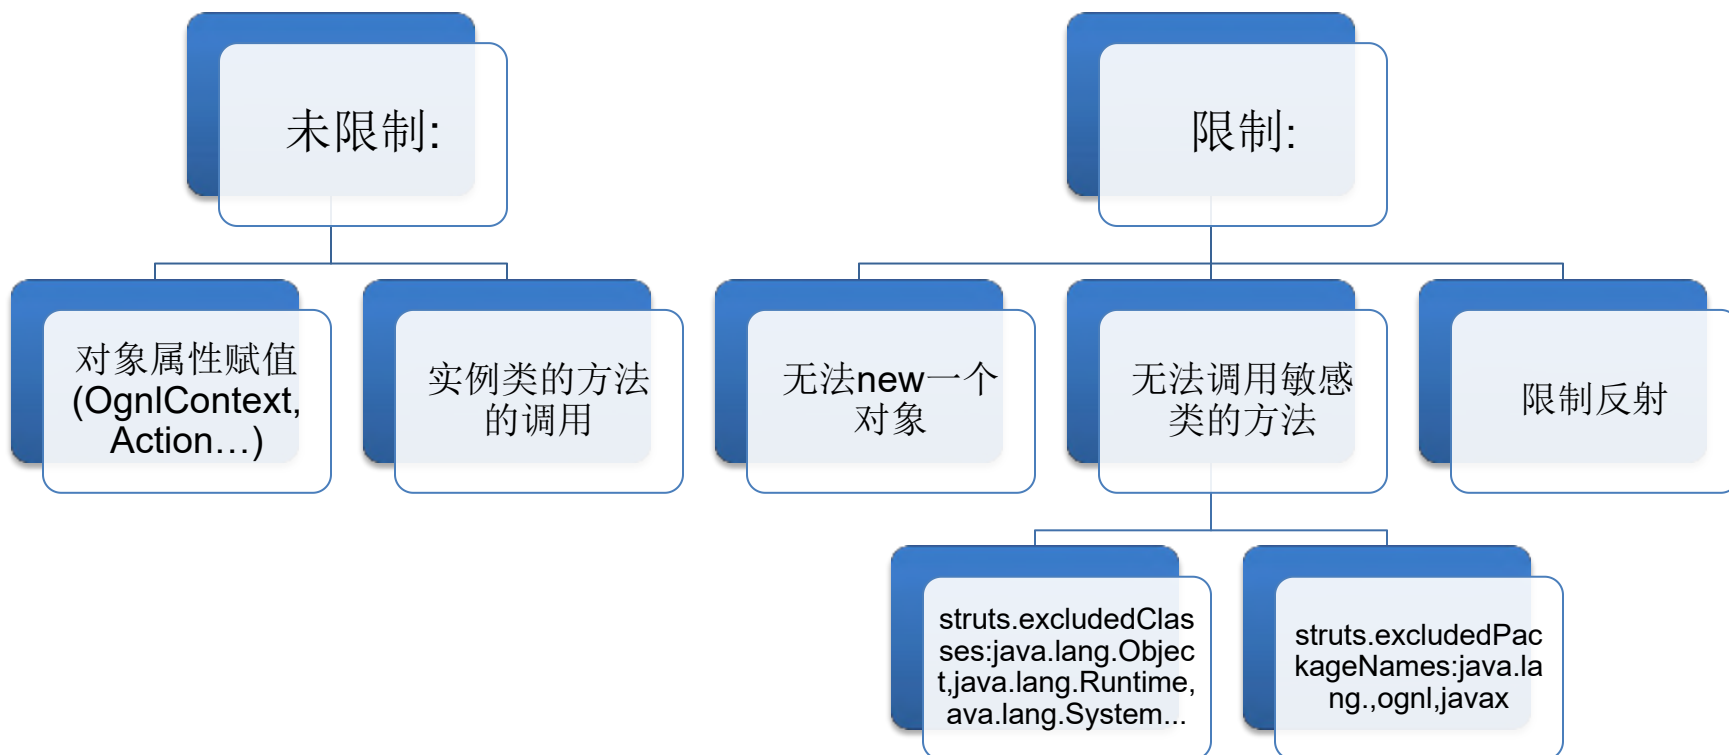 未限制:
限制:
对象属性赋值
(OgnlContext,
Action…)
实例类的方法
的调用
无法new一个
对象
无法调用敏感
类的方法
限制反射
struts.excludedClas
ses:java.lang.Objec
t,java.lang.Runtime,
ava.lang.System...
struts.excludedPac
kageNames:java.la
ng.,ognl,javax